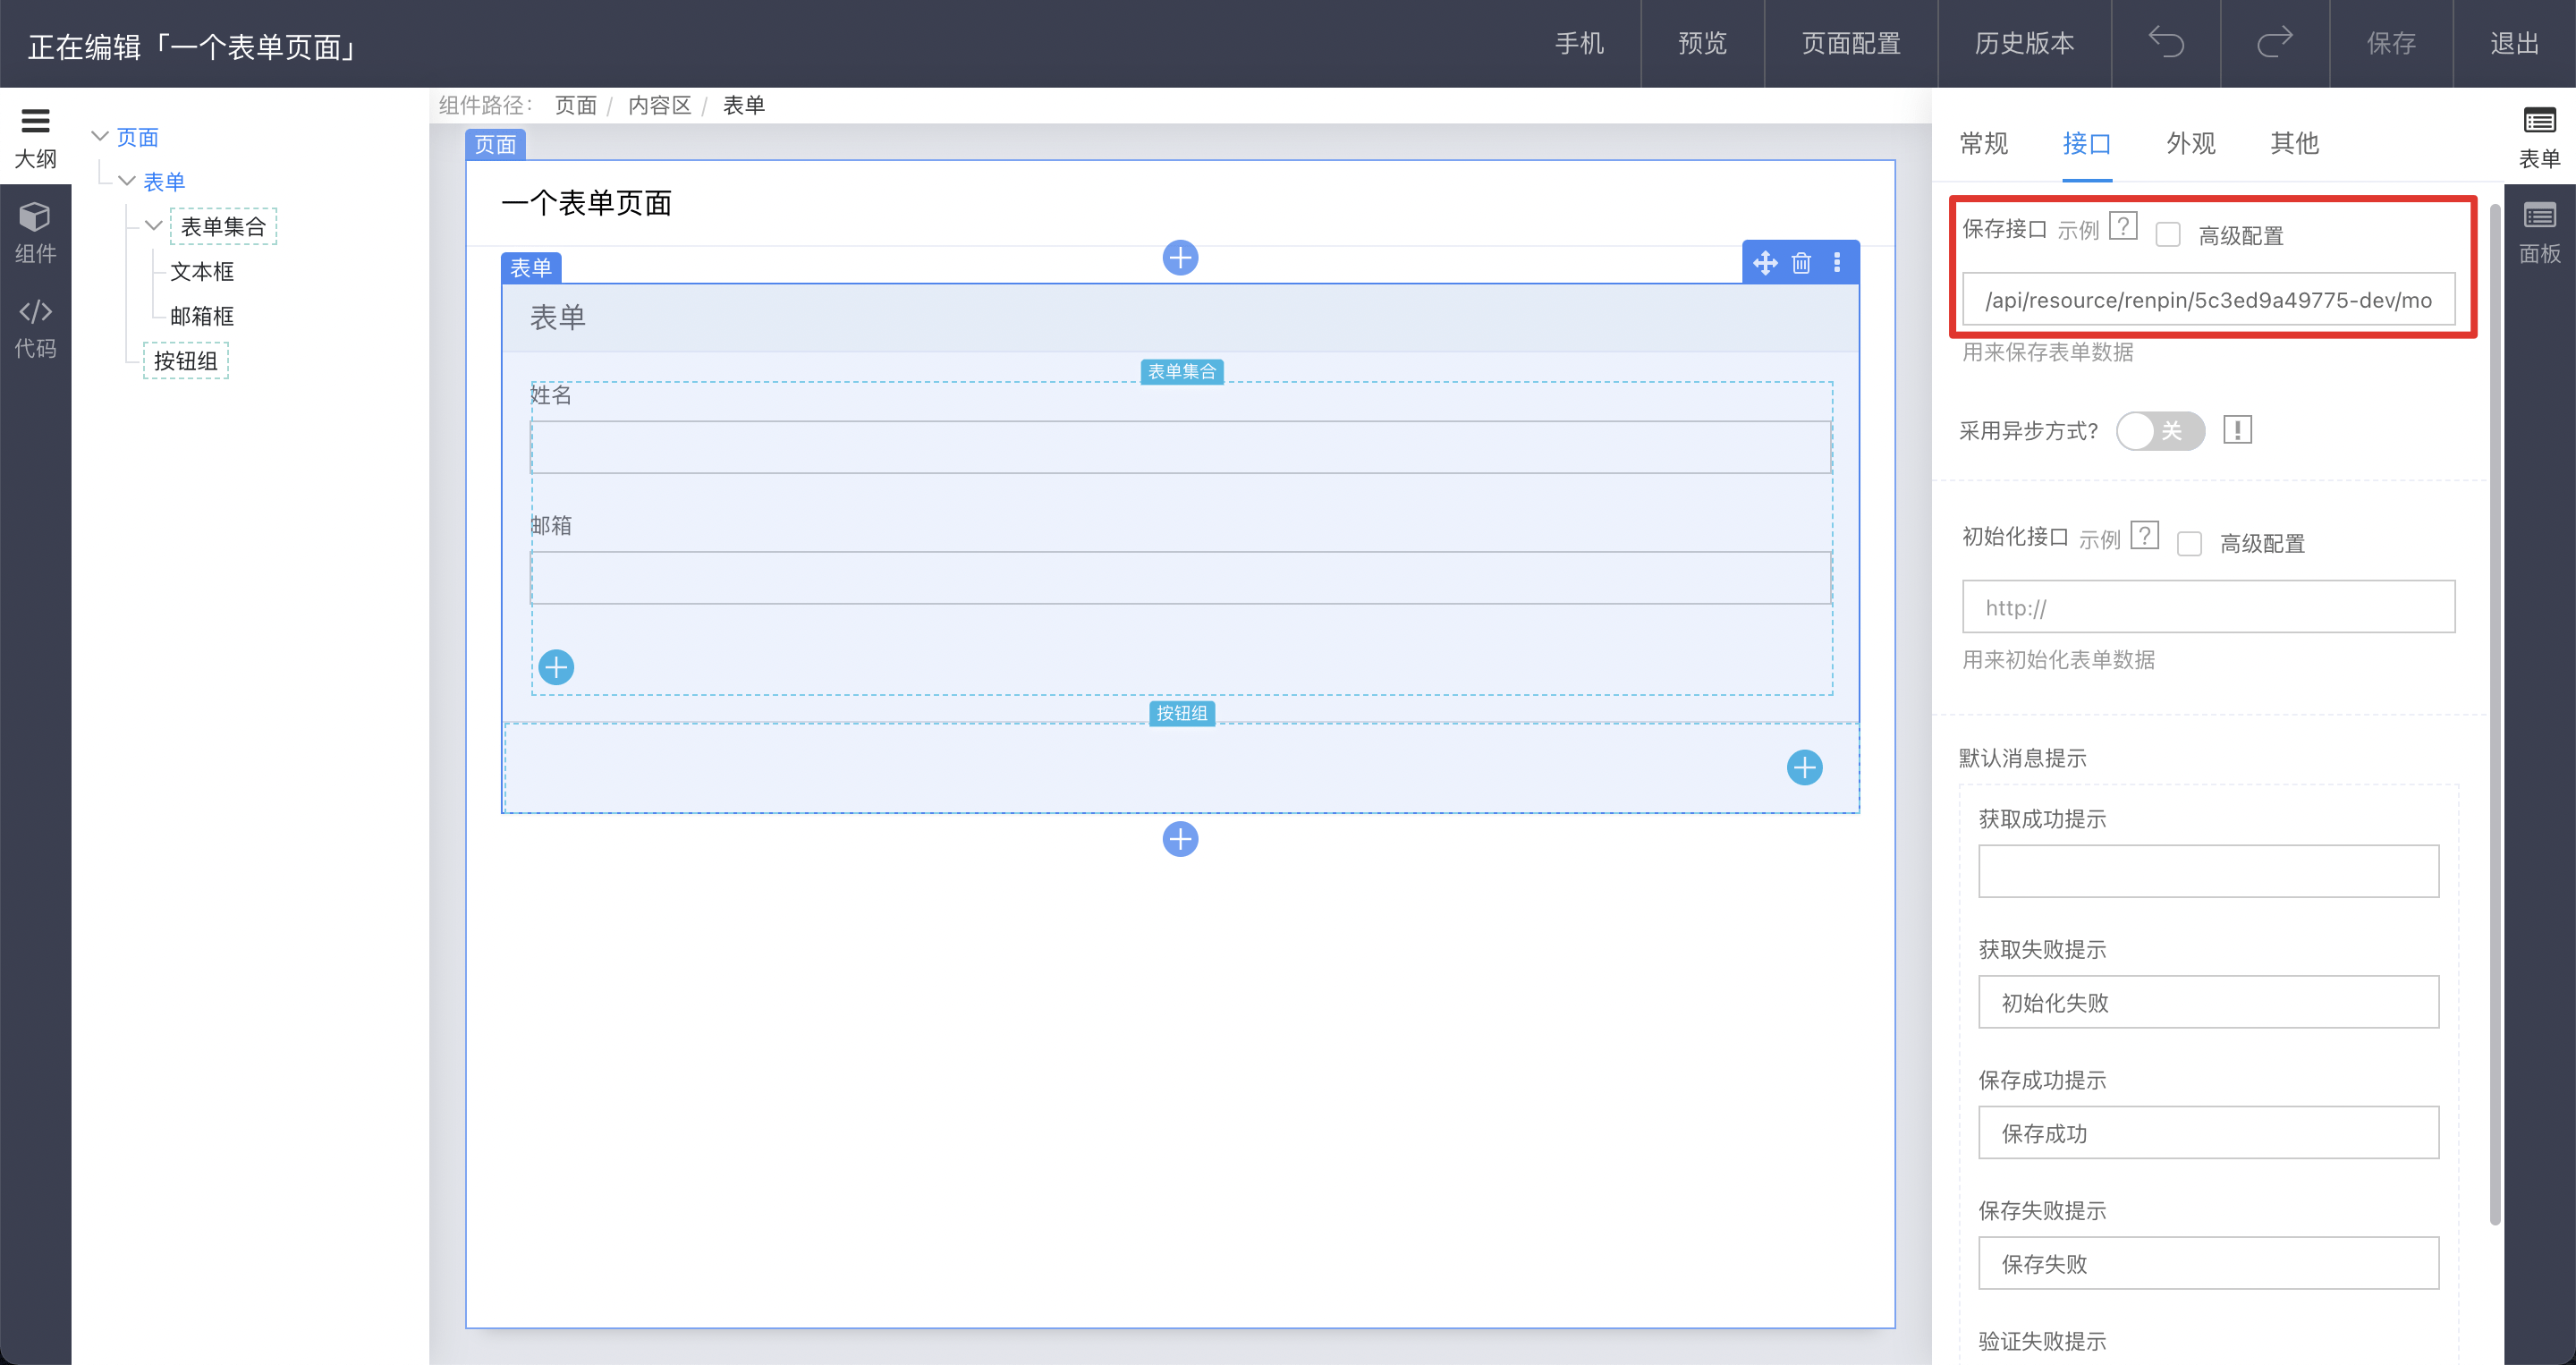 正在编辑「一个表单页面」
手机
预览
页面配置
历史版本
保存
退出
大纲
组件
代码
页面
表单
表单集合
文本框
邮箱框
按钮组
组件路径: 页面 / 内容区 / 表单
页面
一个表单页面
表单
表单
表单集合
姓名
邮箱
按钮组
常规 接口 外观 其他
保存接口 示例 ? 高级配置
/api/resource/renpin/5c3ed9a49775-dev/mo
用来保存表单数据
采用异步方式? 关 !
初始化接口 示例 ? 高级配置
http://
用来初始化表单数据
默认消息提示
获取成功提示
获取失败提示
初始化失败
保存成功提示
保存成功
保存失败提示
保存失败
验证失败提示
表单
面板